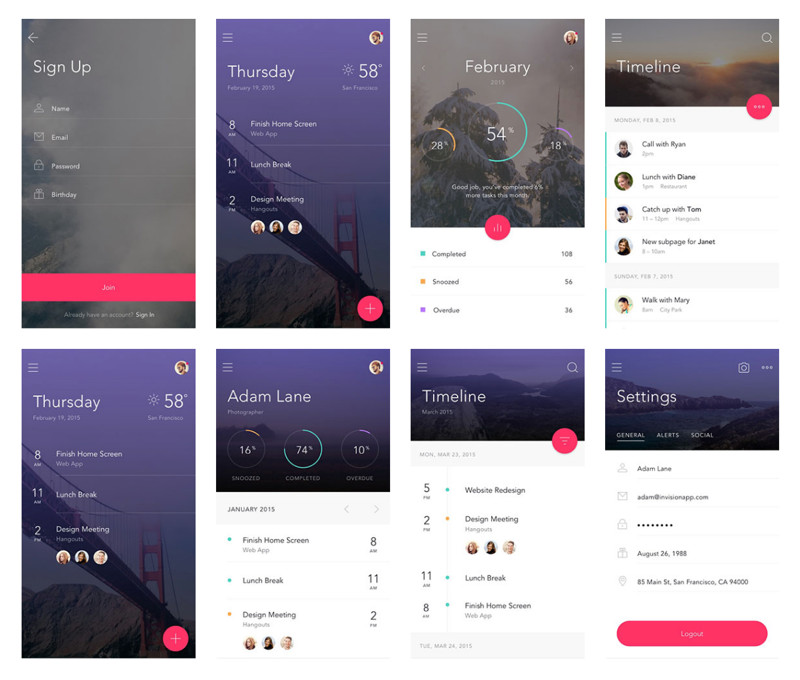 Sign Up
Name
Email
Password
Birthday
Join
Already have an account? Sign In
Thursday
58°
February 19, 2015
San Francisco
8
AM
Finish Home Screen
Web App
11
AM
Lunch Break
2
PM
Design Meeting
Hangouts
February
2015
28%
54%
18%
Good job, you've completed 6%
more tasks this month.
Completed 108
Snoozed 56
Overdue 36
Timeline
MONDAY, FEB 8, 2015
Call with Ryan
2pm
Lunch with Diane
1pm Restaurant
Catch up with Tom
11 – 12pm Hangouts
New subpage for Janet
8 – 10am
SUNDAY, FEB 7, 2015
Walk with Mary
8am City Park
Thursday
58°
February 19, 2015
San Francisco
8
AM
Finish Home Screen
Web App
11
AM
Lunch Break
2
PM
Design Meeting
Hangouts
Adam Lane
Photographer
16%
74%
10%
SNOOZED
COMPLETED
OVERDUE
JANUARY 2015
Finish Home Screen
Web App
8
AM
Lunch Break
11
AM
Design Meeting
Hangouts
2
PM
Timeline
March 2015
MON, MAR 23, 2015
5
PM
Website Redesign
2
PM
Design Meeting
Hangouts
11
AM
Lunch Break
8
AM
Finish Home Screen
Web App
TUE, MAR 24, 2015
Settings
GENERAL ALERTS SOCIAL
Adam Lane
adam@invisionapp.com
August 26, 1988
85 Main St, San Francisco, CA 94000
Logout